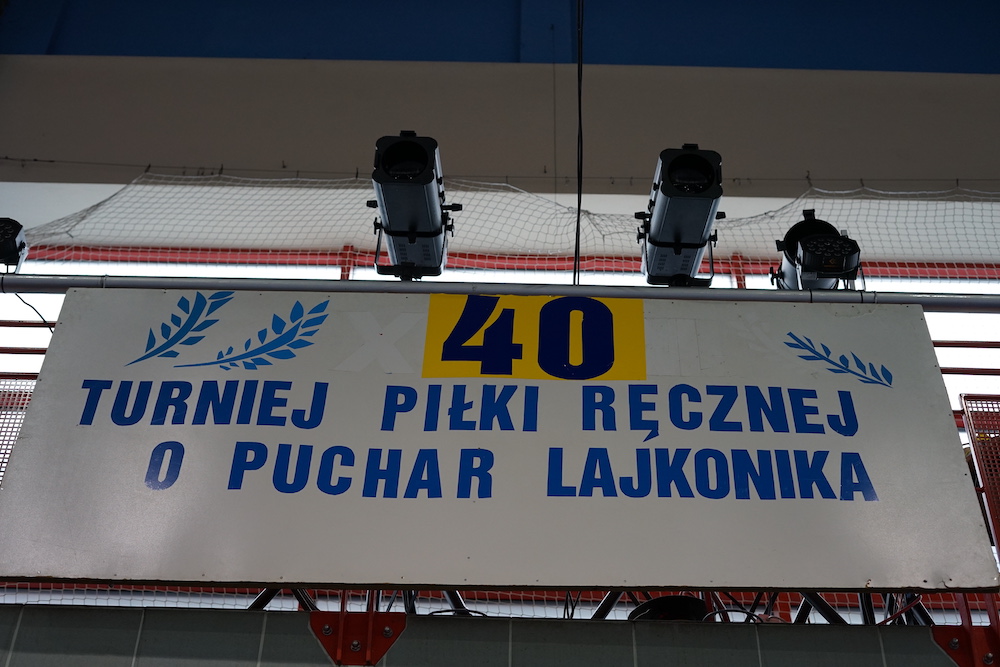 40
TURNIEJ PIŁKI RĘCZNEJ
O PUCHAR LAJKONIKA